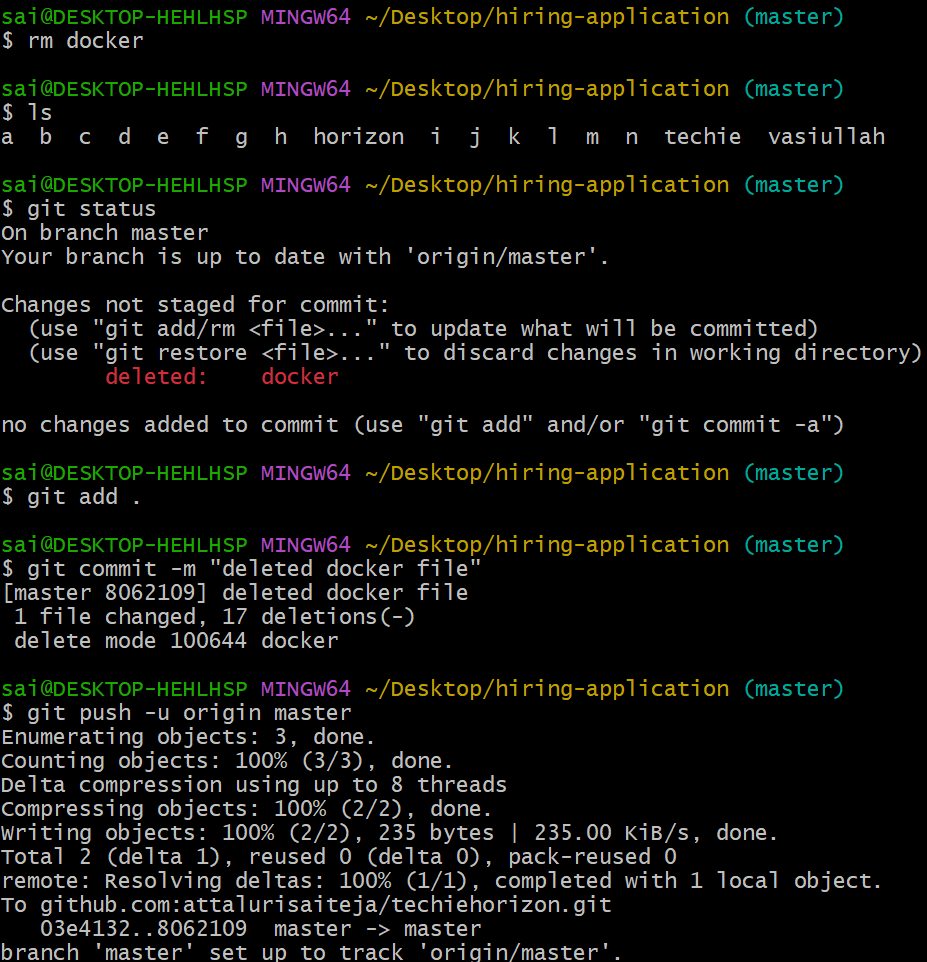 sai@DESKTOP-HEHLHSP MINGW64 ~/Desktop/hiring-application (master)
$ rm docker
sai@DESKTOP-HEHLHSP MINGW64 ~/Desktop/hiring-application (master)
$ ls
a  b  c  d  e  f  g  h  horizon  i  j  k  l  m  n  techie  vasiullah
sai@DESKTOP-HEHLHSP MINGW64 ~/Desktop/hiring-application (master)
$ git status
On branch master
Your branch is up to date with 'origin/master'.
Changes not staged for commit:
  (use "git add/rm <file>..." to update what will be committed)
  (use "git restore <file>..." to discard changes in working directory)
        deleted:    docker
no changes added to commit (use "git add" and/or "git commit -a")
sai@DESKTOP-HEHLHSP MINGW64 ~/Desktop/hiring-application (master)
$ git add .
sai@DESKTOP-HEHLHSP MINGW64 ~/Desktop/hiring-application (master)
$ git commit -m "deleted docker file"
[master 8062109] deleted docker file
 1 file changed, 17 deletions(-)
 delete mode 100644 docker
sai@DESKTOP-HEHLHSP MINGW64 ~/Desktop/hiring-application (master)
$ git push -u origin master
Enumerating objects: 3, done.
Counting objects: 100% (3/3), done.
Delta compression using up to 8 threads
Compressing objects: 100% (2/2), done.
Writing objects: 100% (2/2), 235 bytes | 235.00 KiB/s, done.
Total 2 (delta 1), reused 0 (delta 0), pack-reused 0
remote: Resolving deltas: 100% (1/1), completed with 1 local object.
To github.com:attalurisaiteja/techiehorizon.git
   03e4132..8062109  master -> master
branch 'master' set up to track 'origin/master'.